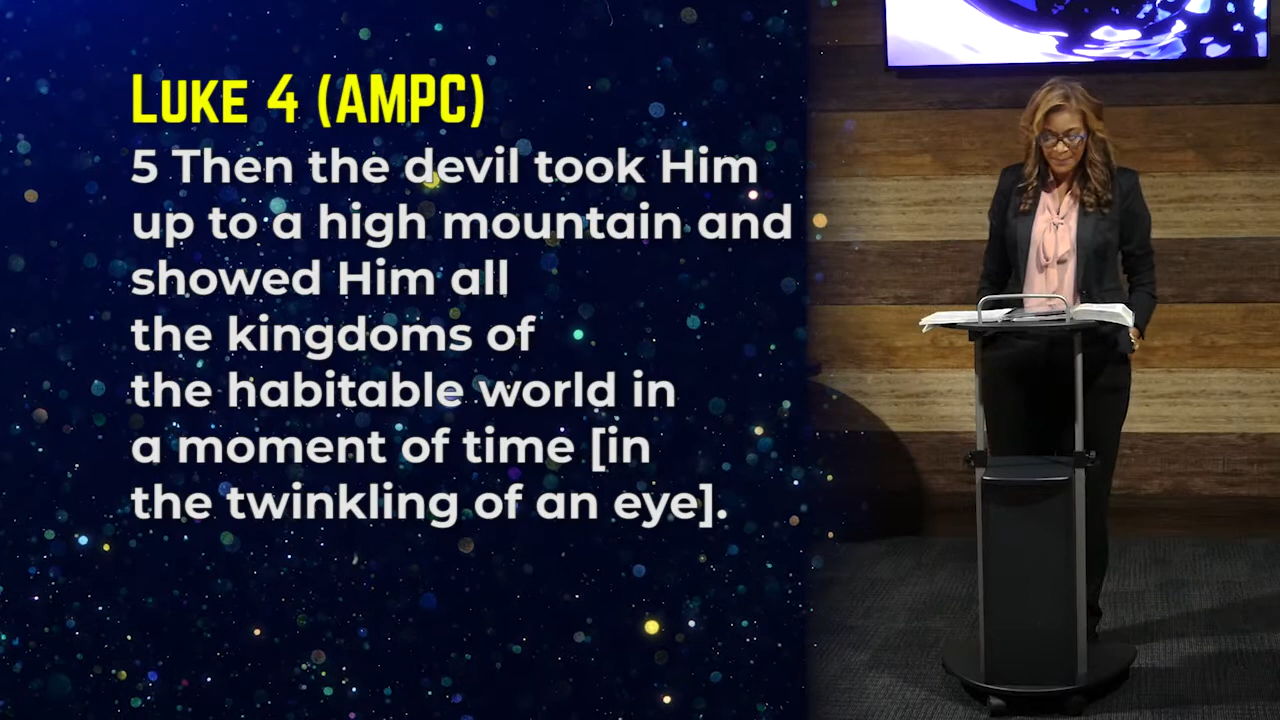 Luke 4 (AMPC)
5 Then the devil took Him
up to a high mountain and
showed Him all
the kingdoms of
the habitable world in
a moment of time [in
the twinkling of an eye].